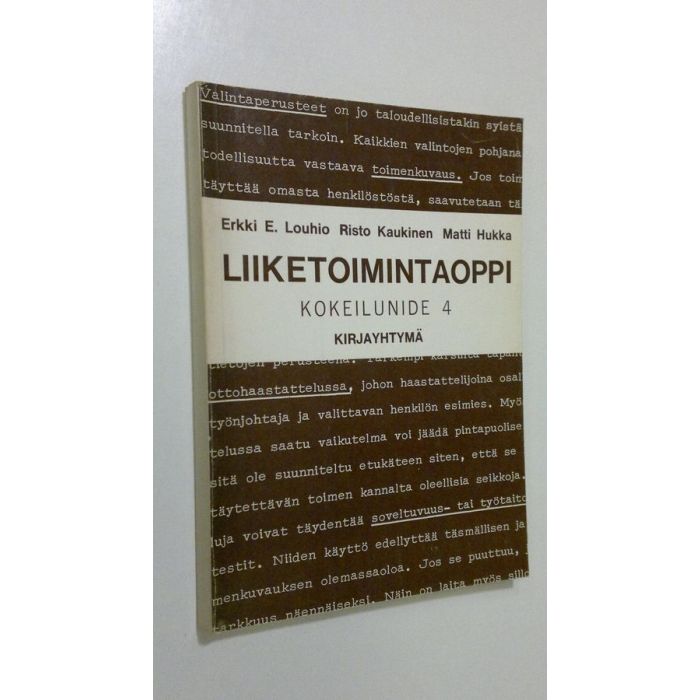 Valintaperusteet on jo taloudellisistakin syistä
suunnitella tarkoin. Kaikkien valintojen pohjana
todellisuutta vastaava toimenkuvaus. Jos toim
täyttää omasta henkilöstöstä, saavutetaan tä
Erkki E. Louhio Risto Kaukinen Matti Hukka
LIIKETOIMINTAOPPI
KOKEILUNIDE 4
KIRJAYHTYMÄ
tietojen perusteella. Tarkempi karsinta tapah
ottohaastattelussa, johon haastattelijoina osal
työnjohtaja ja valittavan henkilön esimies. Myö
telussa saatu vaikutelma voi jäädä pintapuolise
sitä ole suunniteltu etukäteen siten, että se
täytettävän toimen kannalta oleellisia seikkoja.
luja voivat täydentää soveltuvuus- tai työtaito
testit. Niiden käyttö edellyttää täsmällisen ja
menkuvauksen olemassaoloa. Jos se puuttuu,
tarkkuus näennäiseksi. Näin on laita myös sillo